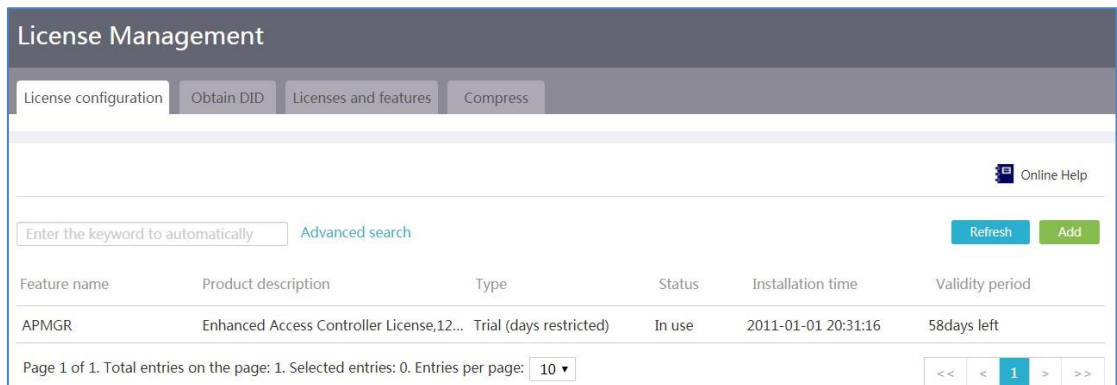 License Management
License configuration Obtain DID Licenses and features Compress
Online Help
Enter the keyword to automatically Advanced search Refresh Add
Feature name Product description Type Status Installation time Validity period
APMGR Enhanced Access Controller License,12... Trial (days restricted) In use 2011-01-01 20:31:16 58days left
Page 1 of 1. Total entries on the page: 1. Selected entries: 0. Entries per page: 10 << < 1 > >>